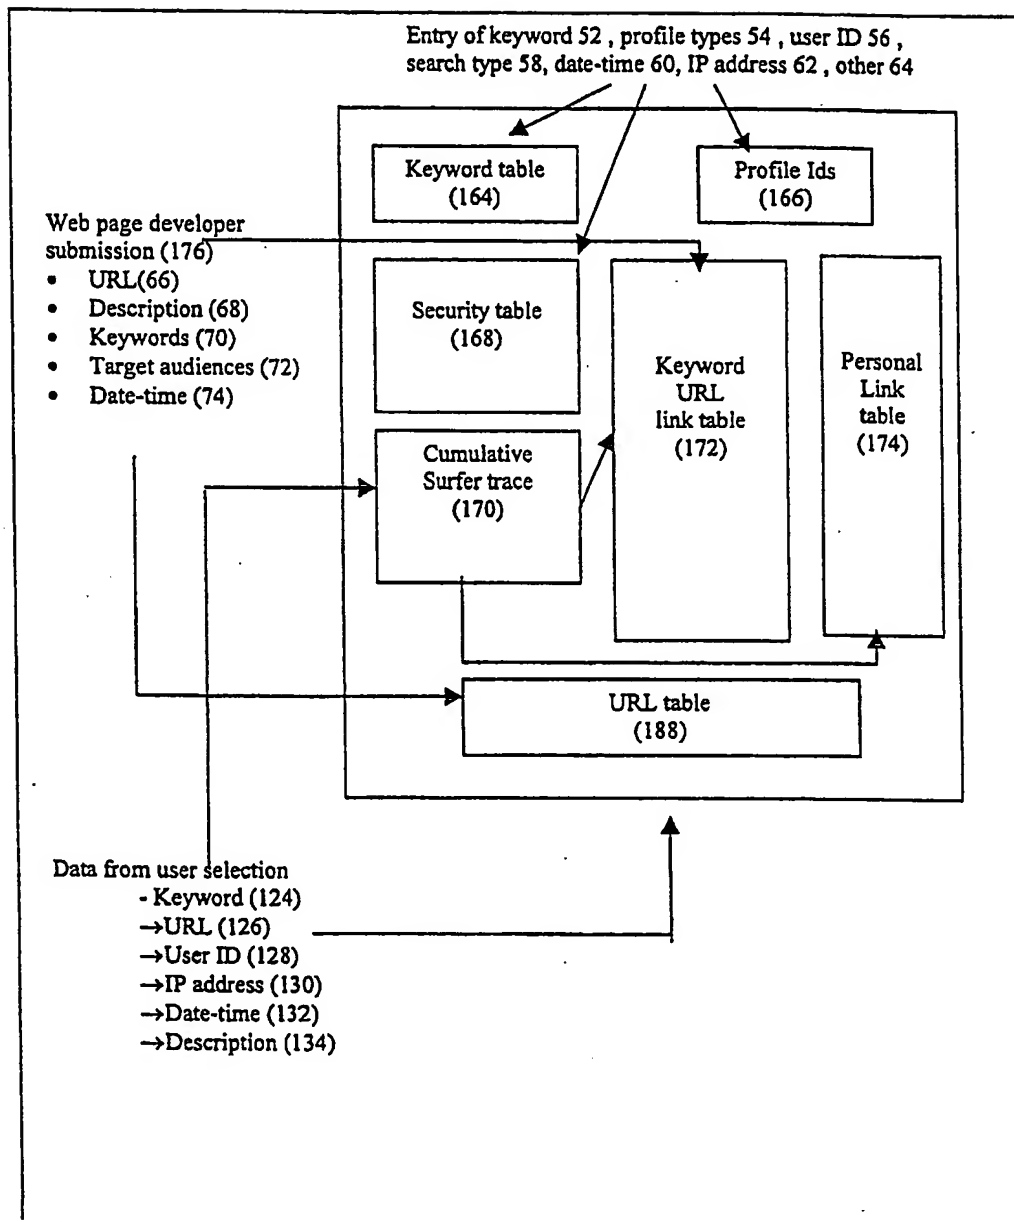 Entry of keyword 52 , profile types 54 , user ID 56 ,
search type 58, date-time 60, IP address 62 , other 64
Keyword table
(164)
Profile Ids
(166)
Web page developer
submission (176)
• URL(66)
• Description (68)
• Keywords (70)
• Target audiences (72)
• Date-time (74)
Security table
(168)
Keyword
URL
link table
(172)
Personal
Link
table
(174)
Cumulative
Surfer trace
(170)
URL table
(188)
Data from user selection
- Keyword (124)
→URL (126)
→User ID (128)
→IP address (130)
→Date-time (132)
→Description (134)